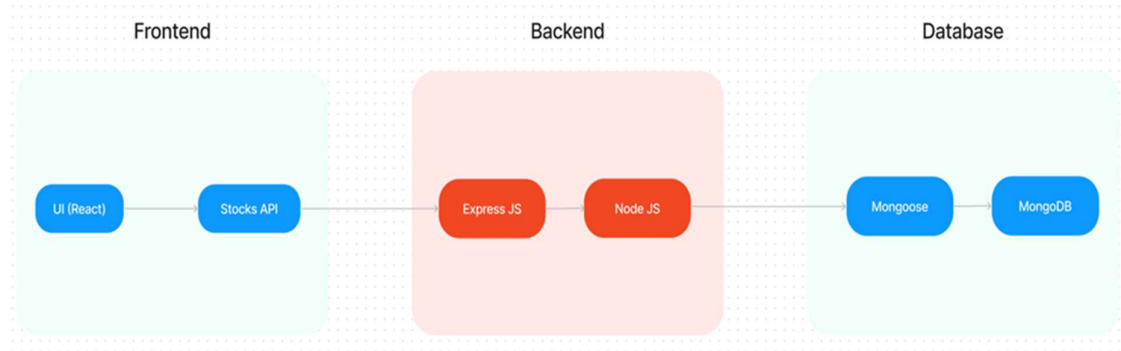 Frontend
Backend
Database
UI (React)
Stocks API
Express JS
Node JS
Mongoose
MongoDB